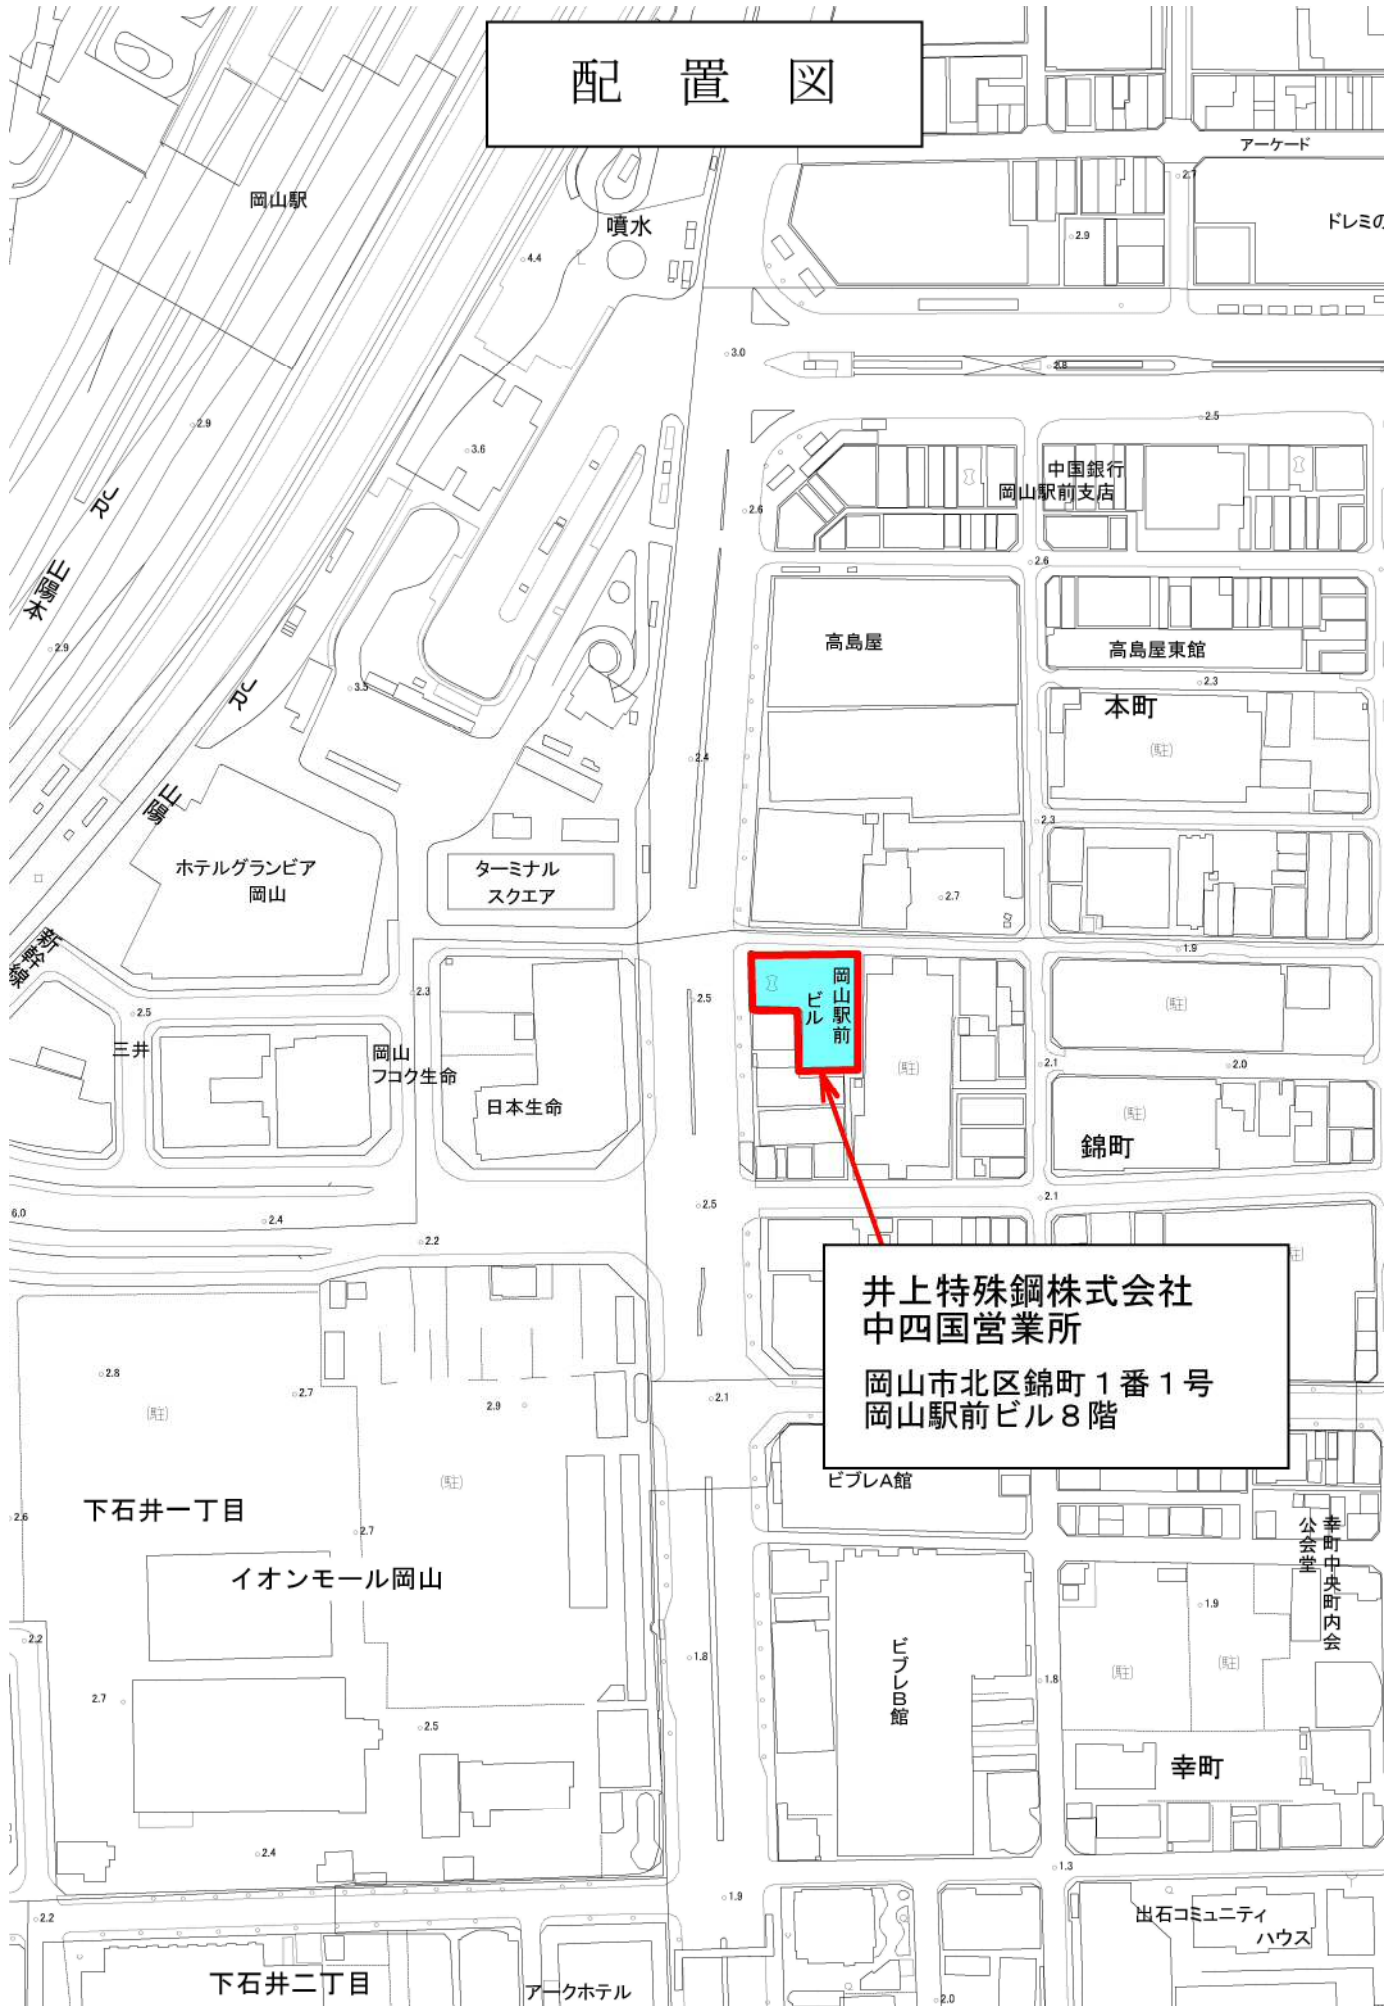 配置図
アーケード
岡山駅
噴水
ドレミの
2.7
2.9
4.4
3.0
2.8
2.9
3.6
2.5
中国銀行
岡山駅前支店
2.6
2.6
JR
山陽本
2.9
高島屋
高島屋東館
2.3
本町
(駐)
3.5
JR
山陽
新幹線
2.4
2.3
ホテルグランビア
岡山
ターミナル
スクエア
2.7
1.9
2.3
2.5
2.5
岡山駅前
ビル
(駐)
(駐)
三井
岡山
フコク生命
日本生命
2.1
2.0
(駐)
錦町
6.0
2.4
2.2
2.5
2.1
駐)
井上特殊鋼株式会社
中四国営業所
岡山市北区錦町1番1号
岡山駅前ビル8階
2.8
2.7
2.9
2.1
(駐)
(駐)
ビブレA館
下石井一丁目
2.6
2.7
イオンモール岡山
幸町中央町内会
公会堂
1.9
2.2
ビブレB館
1.8
1.8
(駐)
(駐)
2.7
2.5
幸町
2.4
1.3
1.9
2.2
出石コミュニティ
ハウス
下石井二丁目
アークホテル
2.0